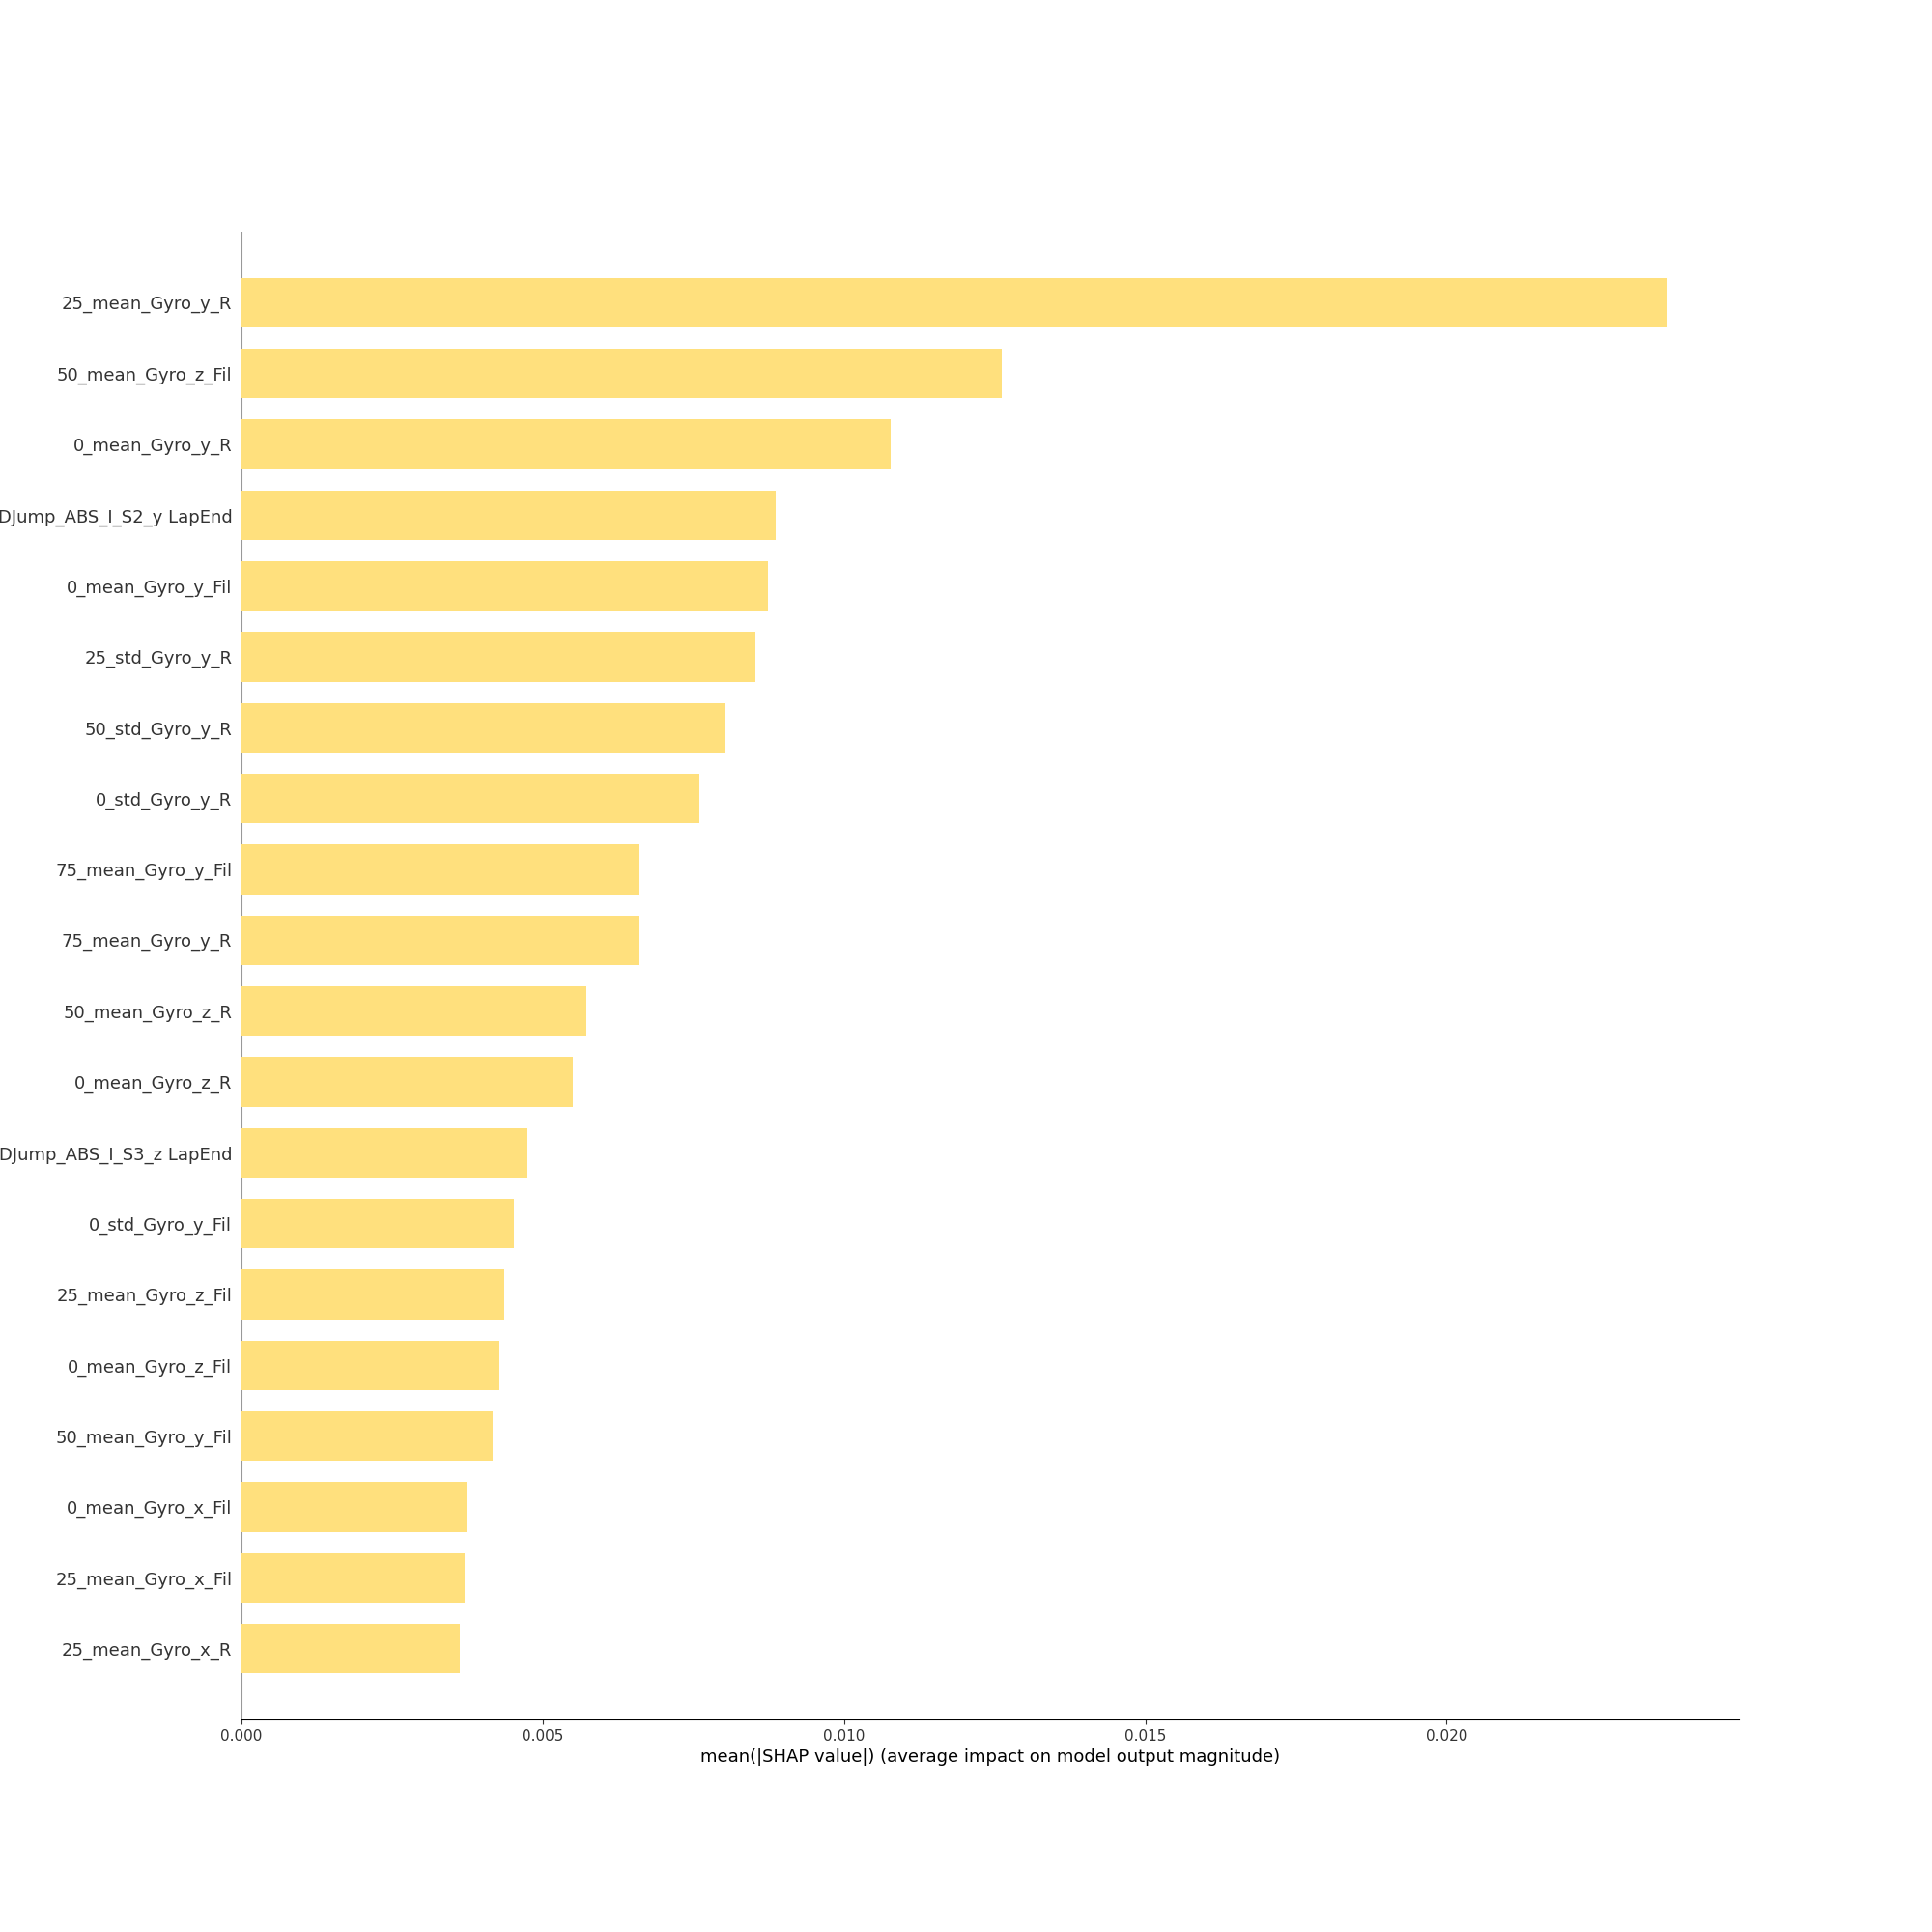 25_mean_Gyro_y_R
50_mean_Gyro_z_Fil
0_mean_Gyro_y_R
DJump_ABS_I_S2_y LapEnd
0_mean_Gyro_y_Fil
25_std_Gyro_y_R
50_std_Gyro_y_R
0_std_Gyro_y_R
75_mean_Gyro_y_Fil
75_mean_Gyro_y_R
50_mean_Gyro_z_R
0_mean_Gyro_z_R
DJump_ABS_I_S3_z LapEnd
0_std_Gyro_y_Fil
25_mean_Gyro_z_Fil
0_mean_Gyro_z_Fil
50_mean_Gyro_y_Fil
0_mean_Gyro_x_Fil
25_mean_Gyro_x_Fil
25_mean_Gyro_x_R
0.000 0.005 0.010 0.015 0.020
mean(|SHAP value|) (average impact on model output magnitude)